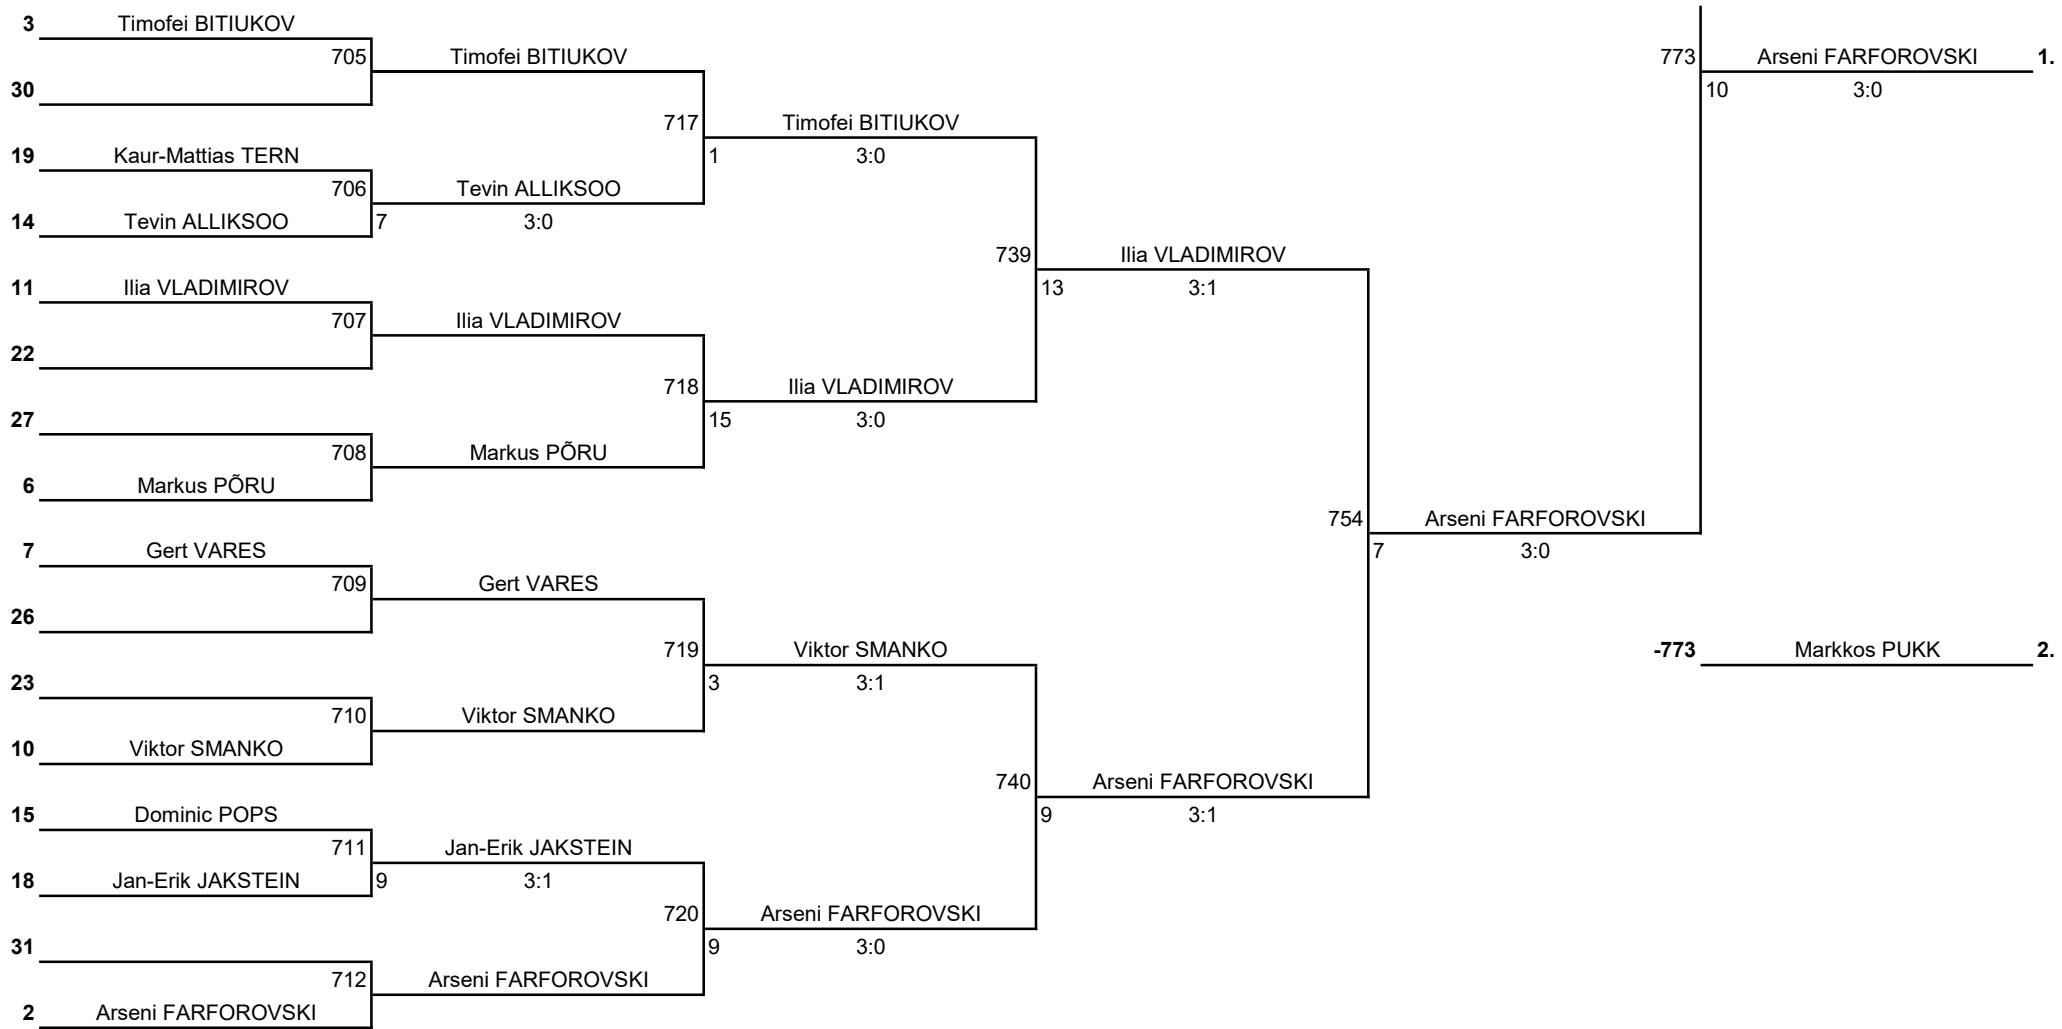 3 Timofei BITIUKOV
705 Timofei BITIUKOV 773 Arseni FARFOROVSKI 1.
30 10 3:0
717 Timofei BITIUKOV
19 Kaur-Mattias TERN 1 3:0
706 Tevin ALLIKSOO
14 Tevin ALLIKSOO 7 3:0
739 Ilia VLADIMIROV
11 Ilia VLADIMIROV 13 3:1
707 Ilia VLADIMIROV
22
718 Ilia VLADIMIROV
27 15 3:0
708 Markus PÕRU
6 Markus PÕRU
754 Arseni FARFOROVSKI
7 Gert VARES 7 3:0
709 Gert VARES
26
719 Viktor SMANKO -773 Markkos PUKK 2.
23 3 3:1
710 Viktor SMANKO
10 Viktor SMANKO
740 Arseni FARFOROVSKI
15 Dominic POPS 9 3:1
711 Jan-Erik JAKSTEIN
18 Jan-Erik JAKSTEIN 9 3:1
720 Arseni FARFOROVSKI
31 9 3:0
712 Arseni FARFOROVSKI
2 Arseni FARFOROVSKI